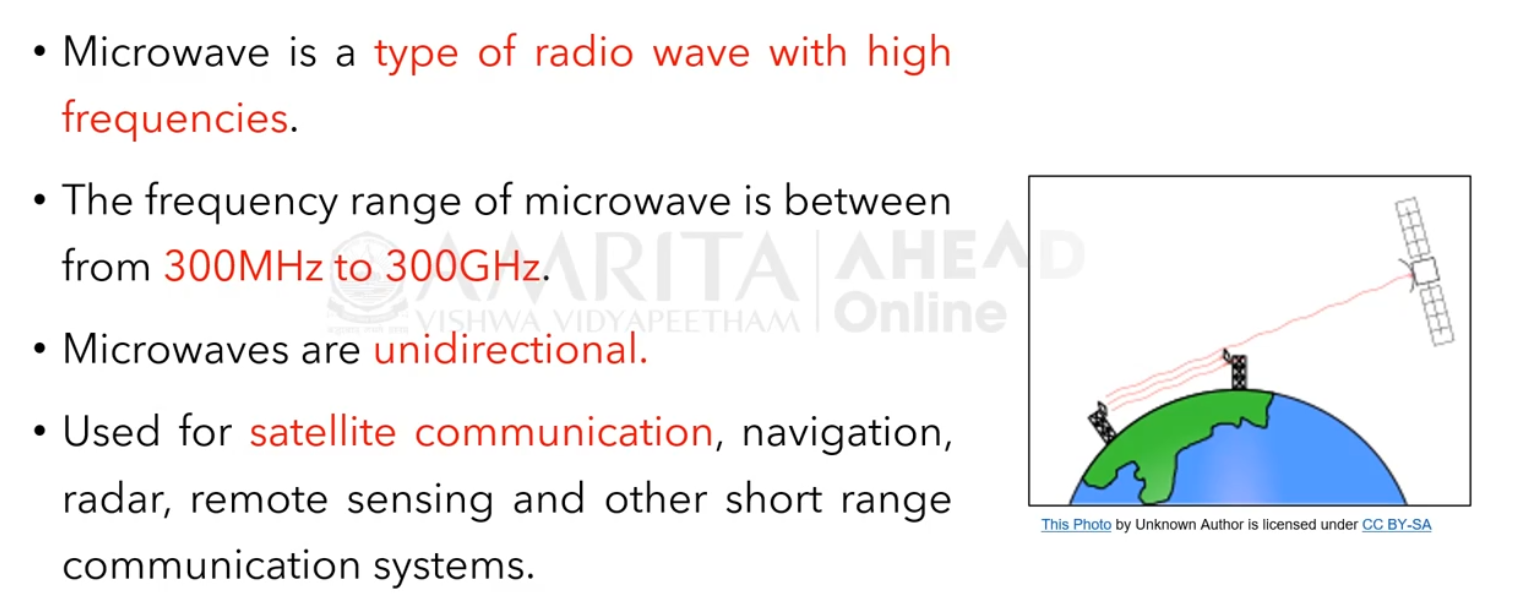 • Microwave is a type of radio wave with high
frequencies.
• The frequency range of microwave is between
from 300MHz to 300GHz.
AMRITA AHEAD
VISHWA VIDYAPEETHAM Online
• Microwaves are unidirectional.
• Used for satellite communication, navigation,
radar, remote sensing and other short range
communication systems.
This Photo by Unknown Author is licensed under CC BY-SA